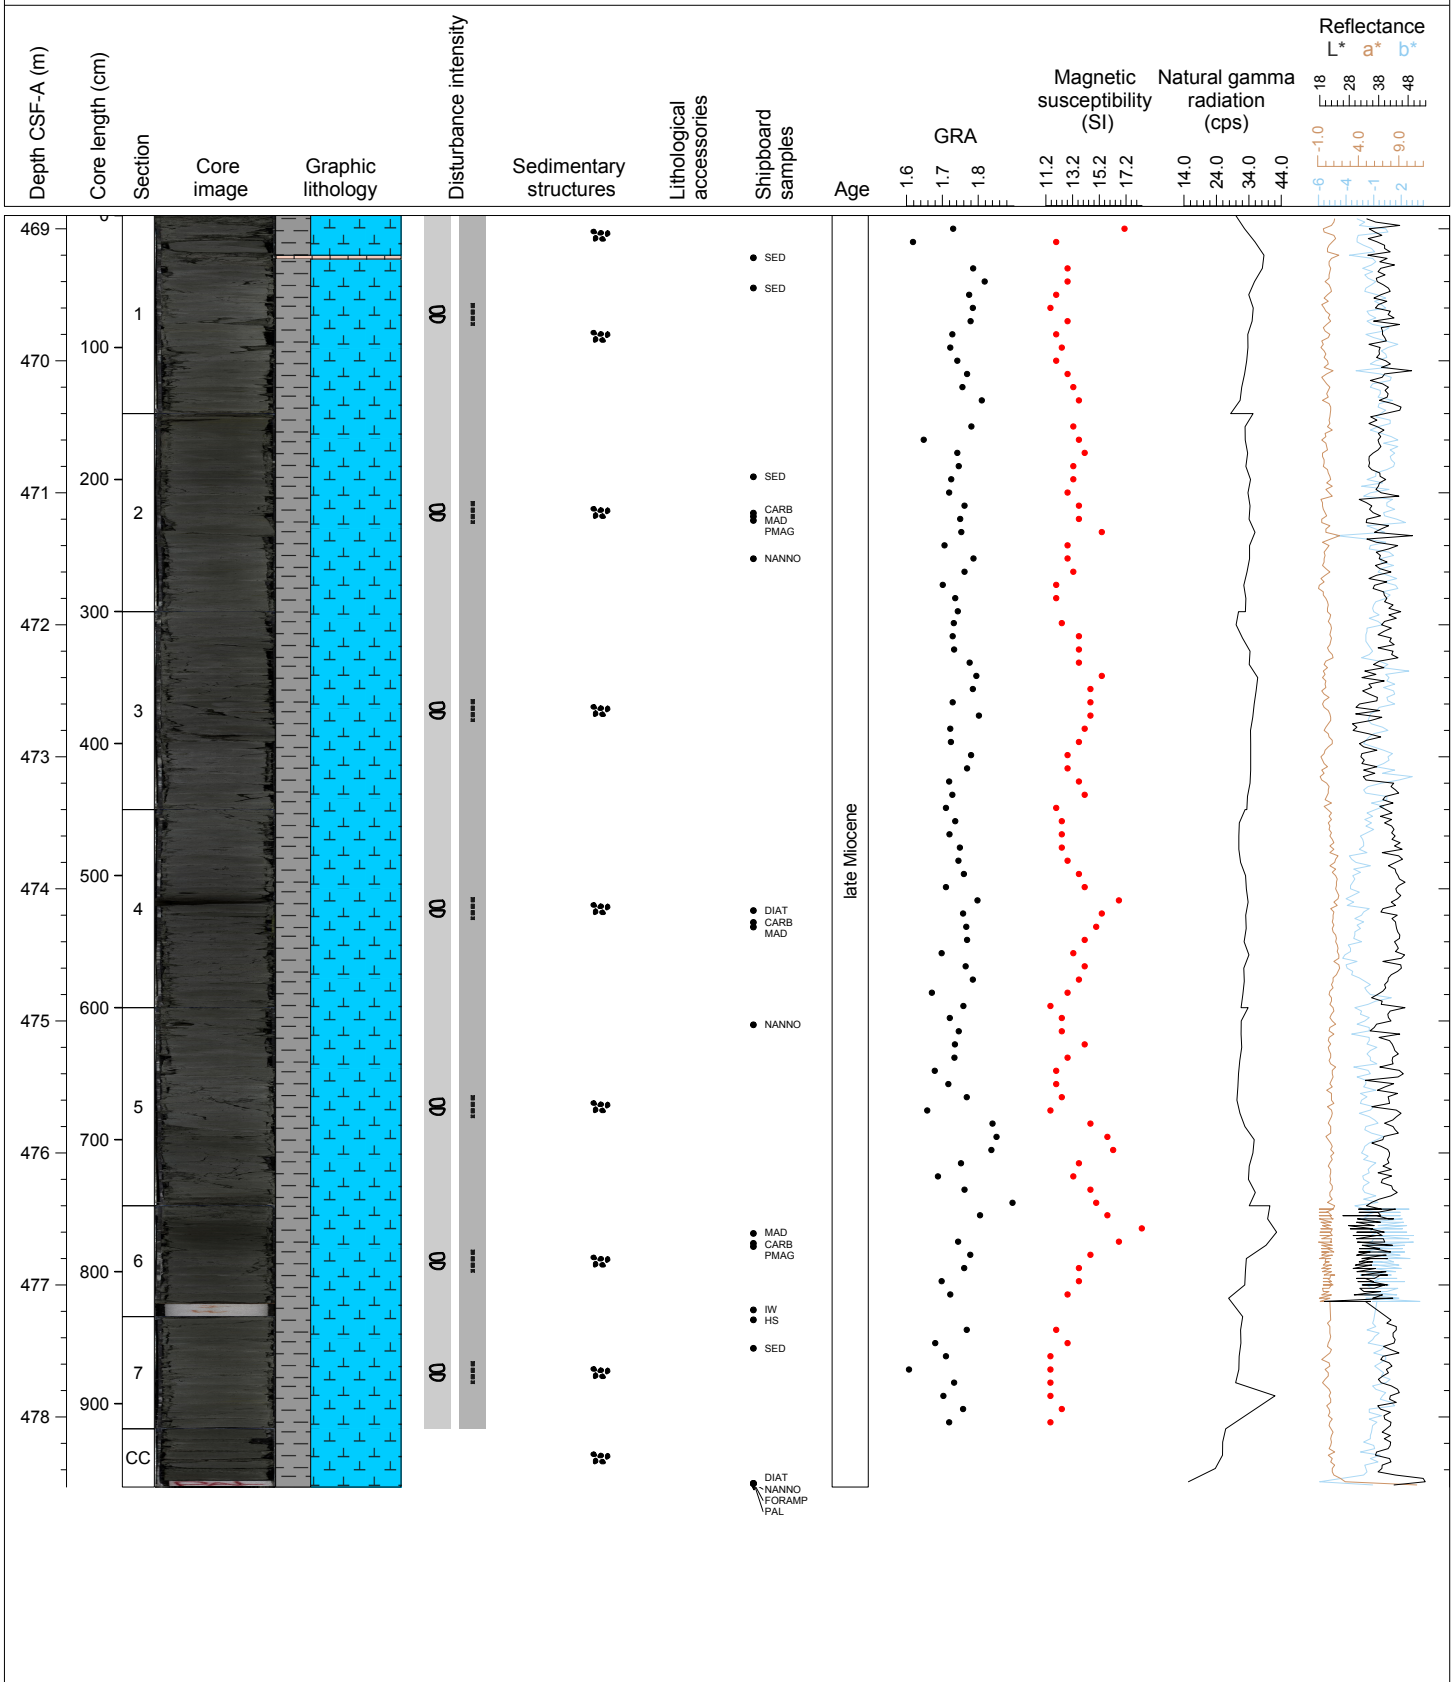 Depth CSF-A (m)
Core length (cm)
Section
Core
image
Graphic
lithology
Disturbance intensity
Sedimentary
structures
Lithological
accessories
Shipboard
samples
Age
GRA
1.6 1.7 1.8
Magnetic
susceptibility
(SI)
11.2 13.2 15.2 17.2
Natural gamma
radiation
(cps)
14.0 24.0 34.0 44.0
Reflectance
L* a* b*
18 28 38 48
-1.0 4.0 9.0
-6 -4 -1 2
469
470
471
472
473
474
475
476
477
478
0
100
200
300
400
500
600
700
800
900
1
2
3
4
5
6
7
CC
SED
SED
SED
CARB
MAD
PMAG
NANNO
DIAT
CARB
MAD
NANNO
MAD
CARB
PMAG
IW
HS
SED
DIAT
NANNO
FORAMP
PAL
late Miocene